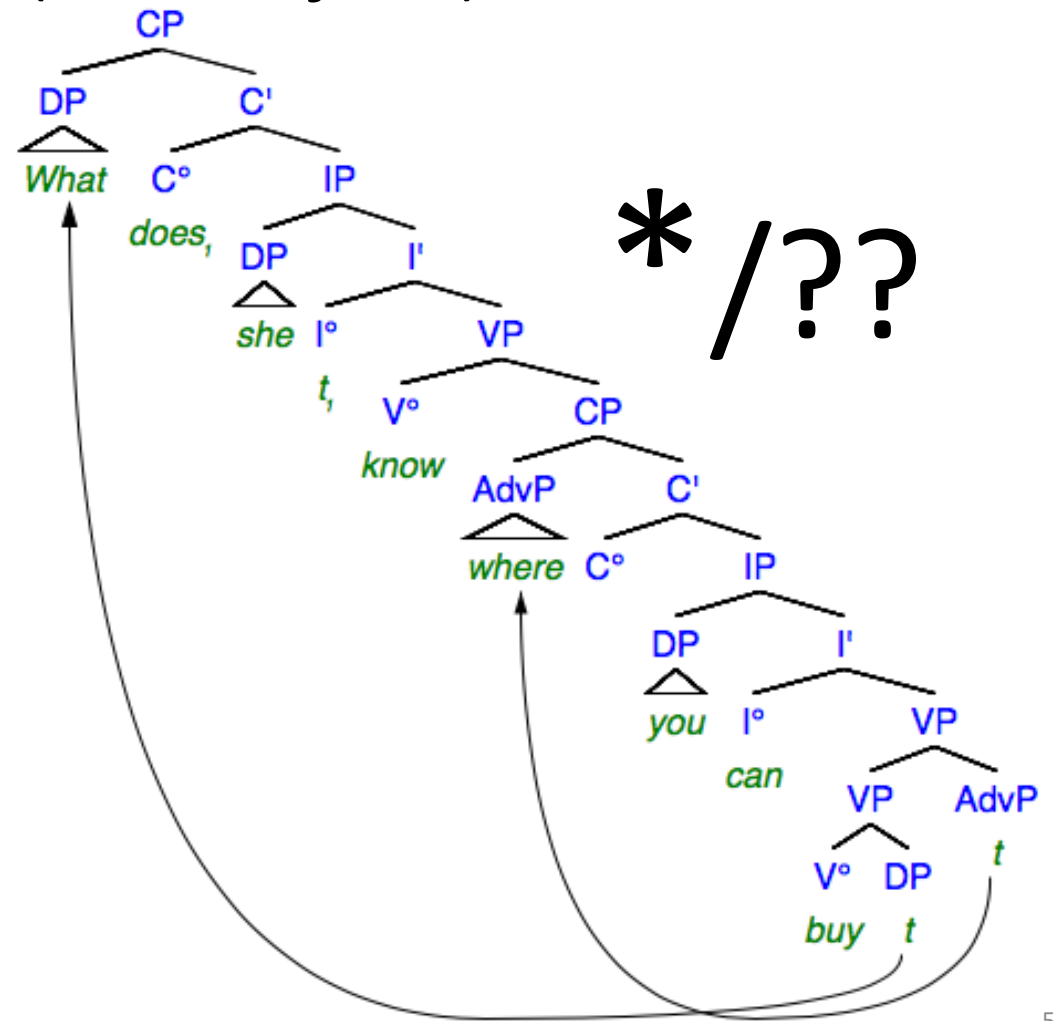 CP
DP C'
What C° IP
does, DP I'
* /??
she I° VP
t, V° CP
know AdvP C'
where C° IP
DP I'
you I° VP
can VP AdvP
V° DP t
buy t
5